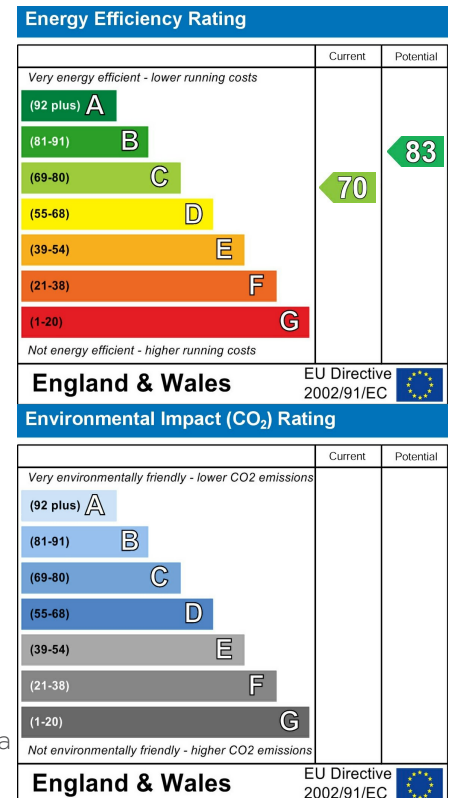 Energy Efficiency Rating
Current Potential
Very energy efficient - lower running costs
(92 plus) A
(81-91) B
83
(69-80) C
70
(55-68) D
(39-54) E
(21-38) F
(1-20) G
Not energy efficient - higher running costs
England & Wales
EU Directive
2002/91/EC
Environmental Impact (CO₂) Rating
Current Potential
Very environmentally friendly - lower CO2 emissions
(92 plus) A
(81-91) B
(69-80) C
(55-68) D
(39-54) E
(21-38) F
(1-20) G
a
Not environmentally friendly - higher CO2 emissions
England & Wales
EU Directive
2002/91/EC